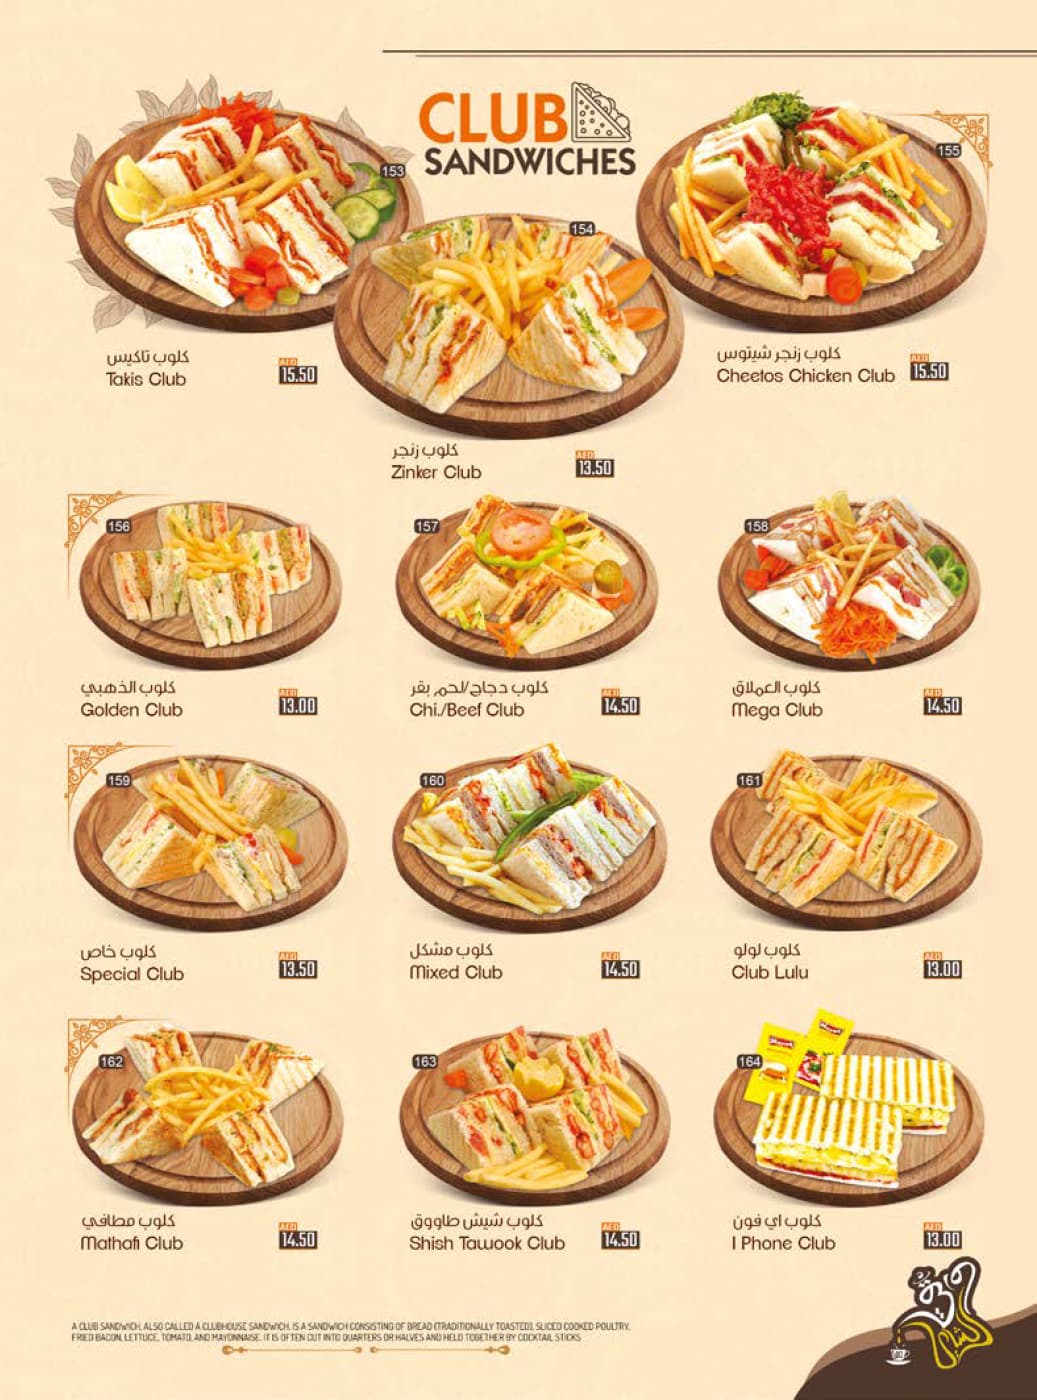 CLUB
SANDWICHES
153
كلوب تاكيس
Takis Club
AED
15.50
154
كلوب زنجر
Zinker Club
AED
13.50
155
كلوب زنجر شيتوس
Cheetos Chicken Club
AED
15.50
156
كلوب الذهبي
Golden Club
AED
13.00
157
كلوب دجاج/لحم بقر
Chi./Beef Club
AED
14.50
158
كلوب العملاق
Mega Club
AED
14.50
159
كلوب خاص
Special Club
AED
13.50
160
كلوب مشكل
Mixed Club
AED
14.50
161
كلوب لولو
Club Lulu
AED
13.00
162
كلوب مطافي
Mathafi Club
AED
14.50
163
كلوب شيش طاووق
Shish Tawook Club
AED
14.50
164
كلوب اي فون
I Phone Club
AED
13.00
A CLUB SANDWICH, ALSO CALLED A CLUBHOUSE SANDWICH, IS A SANDWICH CONSISTING OF BREAD (TRADITIONALLY TOASTED), SLICED COOKED POULTRY,
FRIED BACON, LETTUCE, TOMATO, AND MAYONNAISE. IT IS OFTEN CUT INTO QUARTERS OR HALVES AND HELD TOGETHER BY COCKTAIL STICKS